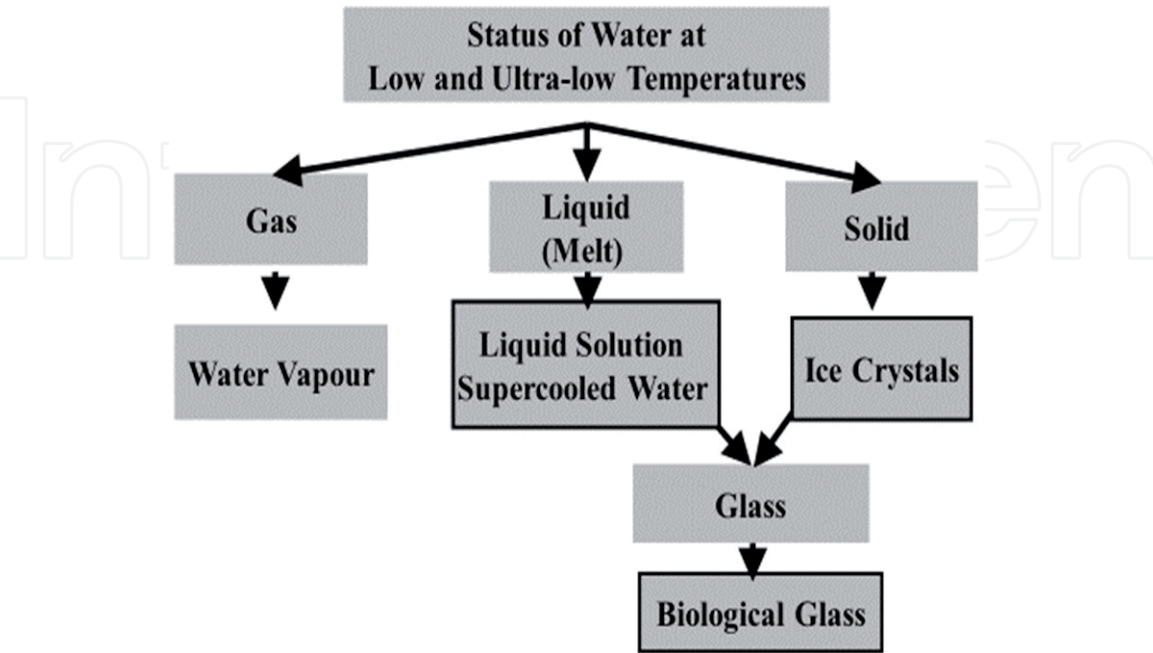 Status of Water at
Low and Ultra-low Temperatures
Gas
Liquid
(Melt)
Solid
Water Vapour
Liquid Solution
Supercooled Water
Ice Crystals
Glass
Biological Glass